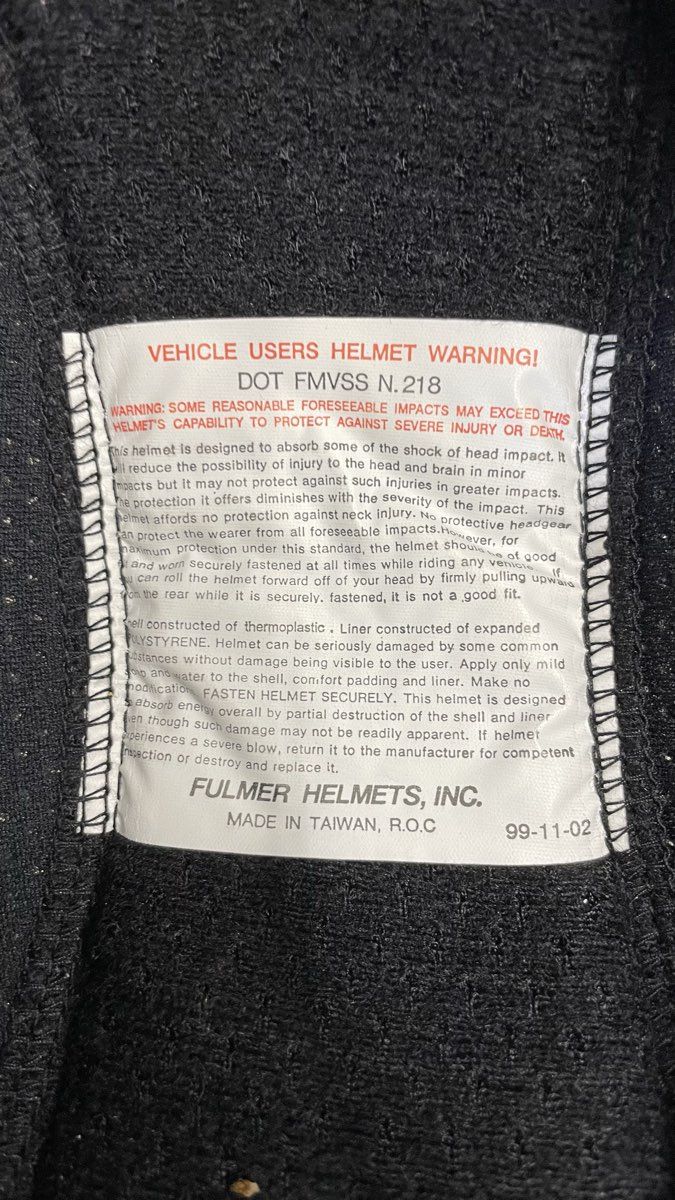 VEHICLE USERS HELMET WARNING!
DOT FMVSS N.218
WARNING: SOME REASONABLE FORESEEABLE IMPACTS MAY EXCEED THIS
HELMET'S CAPABILITY TO PROTECT AGAINST SEVERE INJURY OR DEATH.
This helmet is designed to absorb some of the shock of head impact. It
will reduce the possibility of injury to the head and brain in minor
impacts but it may not protect against such injuries in greater impacts.
The protection it offers diminishes with the severity of the impact. This
helmet affords no protection against neck injury. No protective headgear
can protect the wearer from all foreseeable impacts. However, for
maximum protection under this standard, the helmet should be of good
fit and worn securely fastened at all times while riding any vehicle. If
you can roll the helmet forward off of your head by firmly pulling upward
from the rear while it is securely. fastened, it is not a good fit.
Shell constructed of thermoplastic . Liner constructed of expanded
POLYSTYRENE. Helmet can be seriously damaged by some common
substances without damage being visible to the user. Apply only mild
soap and water to the shell, comfort padding and liner. Make no
modification. FASTEN HELMET SECURELY. This helmet is designed
absorb energy overall by partial destruction of the shell and liner
even though such damage may not be readily apparent. If helmet
experiences a severe blow, return it to the manufacturer for competent
inspection or destroy and replace it.
FULMER HELMETS, INC.
MADE IN TAIWAN, R.O.C
99-11-02